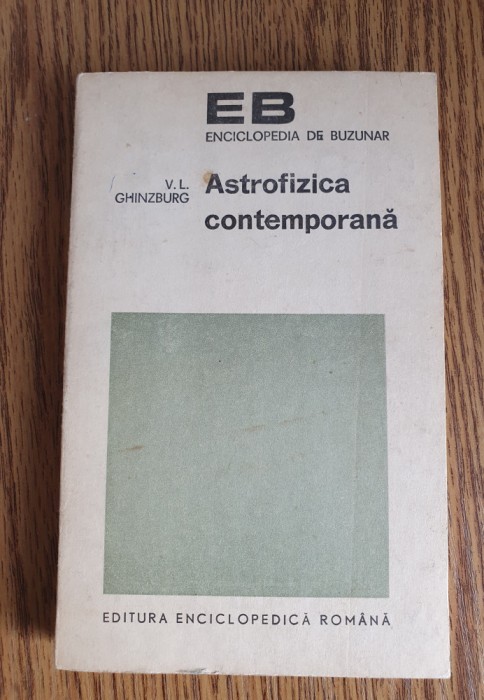 EB
ENCICLOPEDIA DE BUZUNAR
V. L.
GHINZBURG
Astrofizica
contemporană
EDITURA ENCICLOPEDICĂ ROMÂNĂ